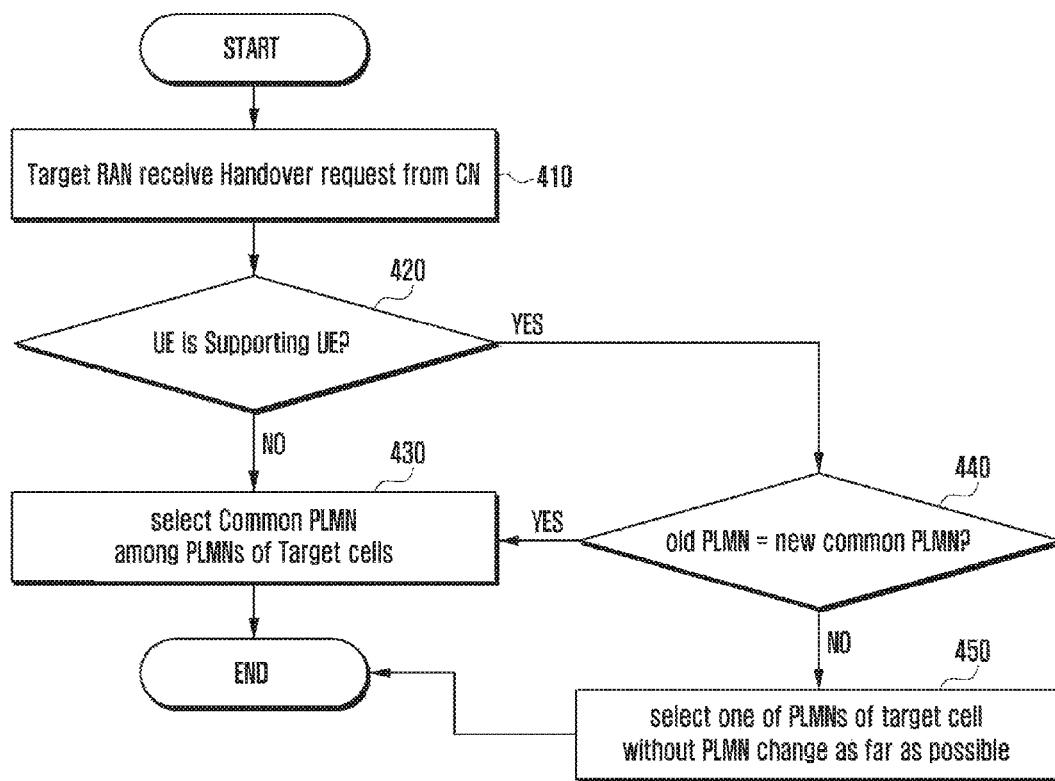 START
Target RAN receive Handover request from CN
410
420
UE is Supporting UE?
YES
NO
430
select Common PLMN
among PLMNs of Target cells
440
old PLMN = new common PLMN?
YES
NO
450
select one of PLMNs of target cell
without PLMN change as far as possible
END